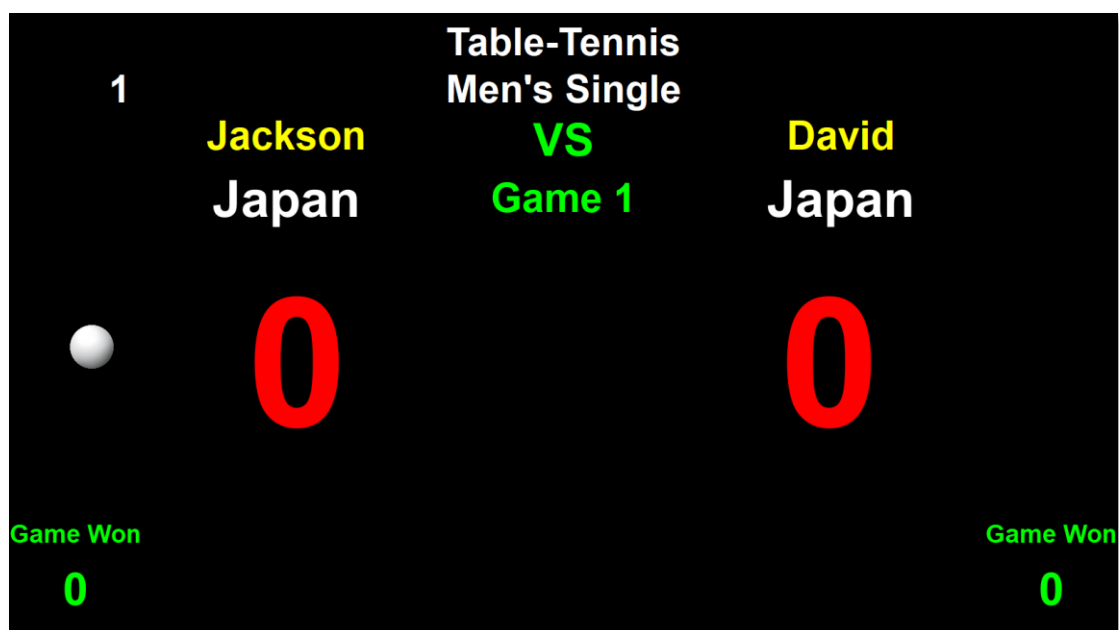 Table-Tennis
1 Men's Single
Jackson VS David
Japan Game 1 Japan
0 0
Game Won Game Won
0 0